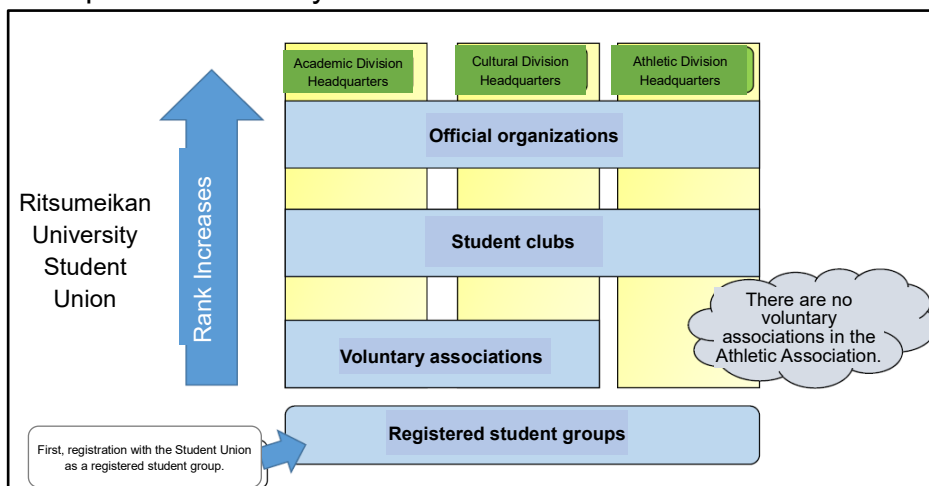 Academic Division
Headquarters
Cultural Division
Headquarters
Athletic Division
Headquarters
Official organizations
Ritsumeikan
University
Student
Union
Rank Increases
Student clubs
There are no
voluntary
associations in the
Athletic Association.
Voluntary associations
Registered student groups
First, registration with the Student Union
as a registered student group.